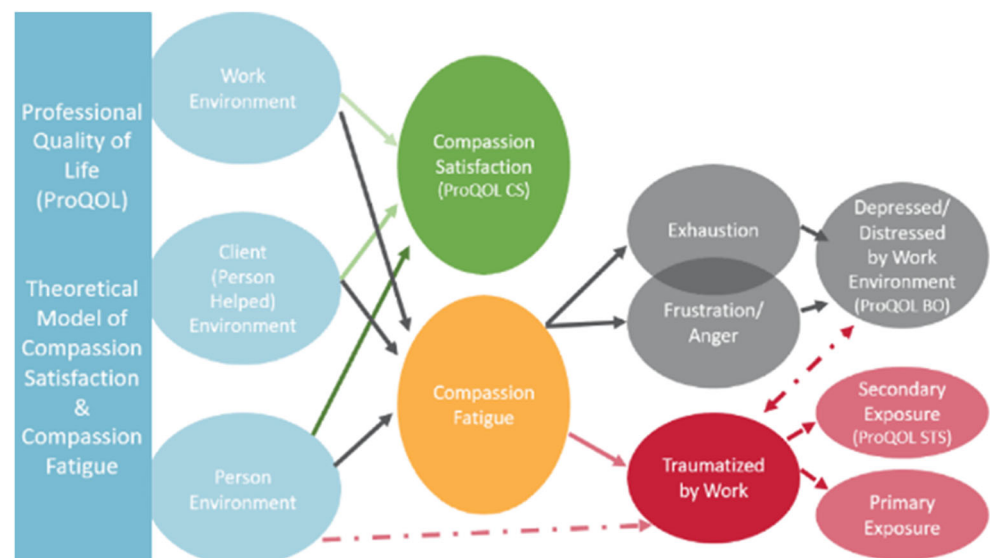 Professional
Quality of
Life
(ProQOL)
Theoretical
Model of
Compassion
Satisfaction
&
Compassion
Fatigue
Work
Environment
Client
(Person
Helped)
Environment
Person
Environment
Compassion
Satisfaction
(ProQOL CS)
Compassion
Fatigue
Exhaustion
Frustration/
Anger
Traumatized
by Work
Depressed/
Distressed
by Work
Environment
(ProQOL BO)
Secondary
Exposure
(ProQOL STS)
Primary
Exposure